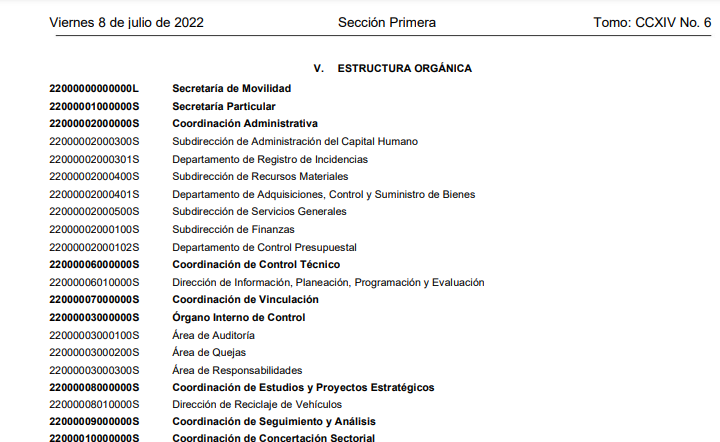 Viernes 8 de julio de 2022 Sección Primera Tomo: CCXIV No. 6
V. ESTRUCTURA ORGÁNICA
22000000000000L Secretaría de Movilidad
22000001000000S Secretaría Particular
22000002000000S Coordinación Administrativa
22000002000300S Subdirección de Administración del Capital Humano
22000002000301S Departamento de Registro de Incidencias
22000002000400S Subdirección de Recursos Materiales
22000002000401S Departamento de Adquisiciones, Control y Suministro de Bienes
22000002000500S Subdirección de Servicios Generales
22000002000100S Subdirección de Finanzas
22000002000102S Departamento de Control Presupuestal
22000006000000S Coordinación de Control Técnico
22000006010000S Dirección de Información, Planeación, Programación y Evaluación
22000007000000S Coordinación de Vinculación
22000003000000S Órgano Interno de Control
22000003000100S Área de Auditoría
22000003000200S Área de Quejas
22000003000300S Área de Responsabilidades
22000008000000S Coordinación de Estudios y Proyectos Estratégicos
22000008010000S Dirección de Reciclaje de Vehículos
22000009000000S Coordinación de Seguimiento y Análisis
22000010000000S Coordinación de Concertación Sectorial